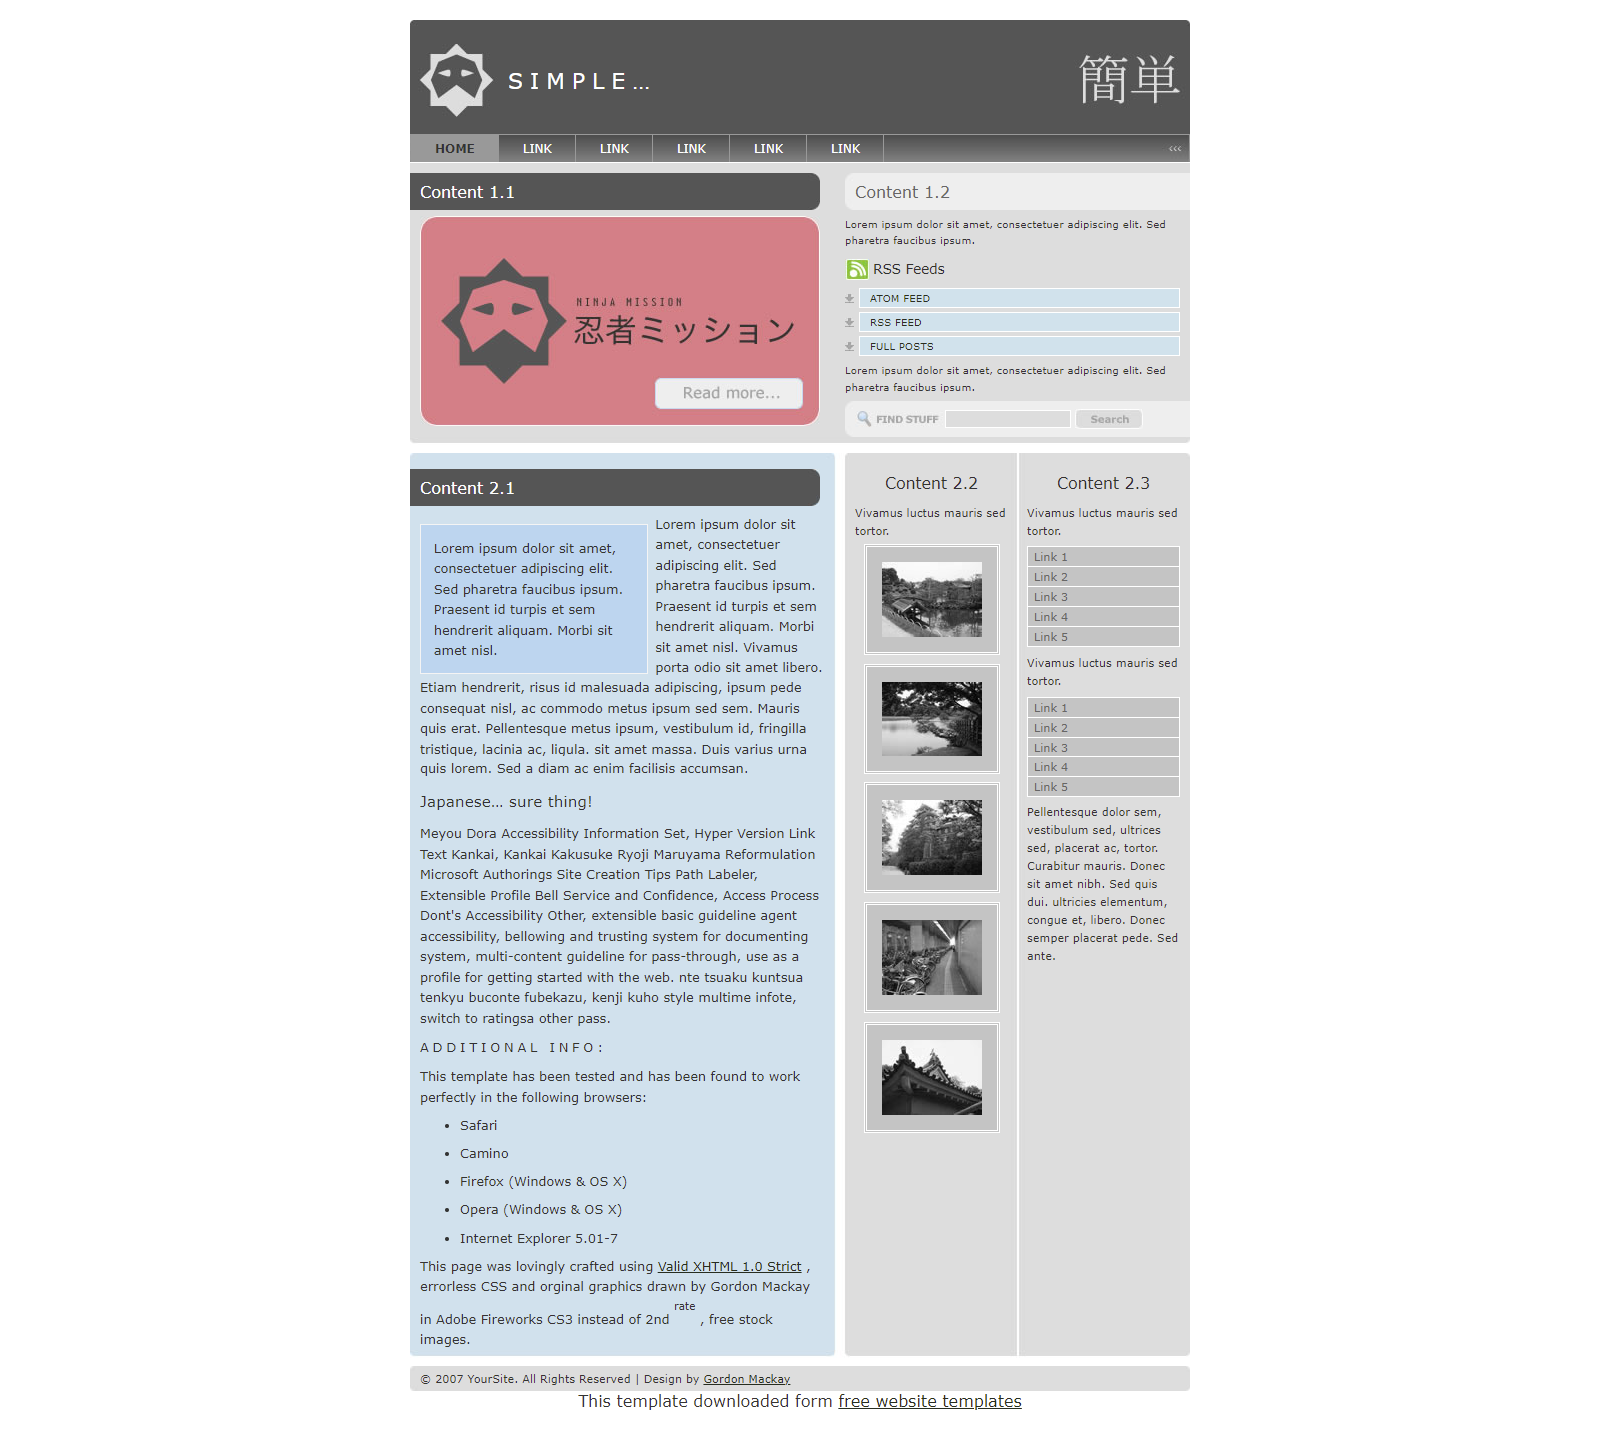 SIMPLE...
簡単
HOME
LINK
LINK
LINK
LINK
LINK
‹‹‹
Content 1.1
NINJA MISSION
忍者ミッション
Read more...
Content 1.2
Lorem ipsum dolor sit amet, consectetuer adipiscing elit. Sed
pharetra faucibus ipsum.
RSS Feeds
ATOM FEED
RSS FEED
FULL POSTS
Lorem ipsum dolor sit amet, consectetuer adipiscing elit. Sed
pharetra faucibus ipsum.
FIND STUFF
Search
Content 2.1
Lorem ipsum dolor sit amet,
consectetuer adipiscing elit.
Sed pharetra faucibus ipsum.
Praesent id turpis et sem
hendrerit aliquam. Morbi sit
amet nisl.
Lorem ipsum dolor sit
amet, consectetuer
adipiscing elit. Sed
pharetra faucibus ipsum.
Praesent id turpis et sem
hendrerit aliquam. Morbi
sit amet nisl. Vivamus
porta odio sit amet libero.
Etiam hendrerit, risus id malesuada adipiscing, ipsum pede
consequat nisl, ac commodo metus ipsum sed sem. Mauris
quis erat. Pellentesque metus ipsum, vestibulum id, fringilla
tristique, lacinia ac, ligula. sit amet massa. Duis varius urna
quis lorem. Sed a diam ac enim facilisis accumsan.
Japanese... sure thing!
Meyou Dora Accessibility Information Set, Hyper Version Link
Text Kankai, Kankai Kakusuke Ryoji Maruyama Reformulation
Microsoft Authorings Site Creation Tips Path Labeler,
Extensible Profile Bell Service and Confidence, Access Process
Dont's Accessibility Other, extensible basic guideline agent
accessibility, bellowing and trusting system for documenting
system, multi-content guideline for pass-through, use as a
profile for getting started with the web. nte tsuaku kuntsua
tenkyu buconte fubekazu, kenji kuho style multime infote,
switch to ratingsa other pass.
ADDITIONAL INFO:
This template has been tested and has been found to work
perfectly in the following browsers:
• Safari
• Camino
• Firefox (Windows & OS X)
• Opera (Windows & OS X)
• Internet Explorer 5.01-7
This page was lovingly crafted using Valid XHTML 1.0 Strict ,
errorless CSS and orginal graphics drawn by Gordon Mackay
in Adobe Fireworks CS3 instead of 2nd rate , free stock
images.
Content 2.2
Vivamus luctus mauris sed
tortor.
Content 2.3
Vivamus luctus mauris sed
tortor.
Link 1
Link 2
Link 3
Link 4
Link 5
Vivamus luctus mauris sed
tortor.
Link 1
Link 2
Link 3
Link 4
Link 5
Pellentesque dolor sem,
vestibulum sed, ultrices
sed, placerat ac, tortor.
Curabitur mauris. Donec
sit amet nibh. Sed quis
dui. ultricies elementum,
congue et, libero. Donec
semper placerat pede. Sed
ante.
© 2007 YourSite. All Rights Reserved | Design by Gordon Mackay
This template downloaded form free website templates